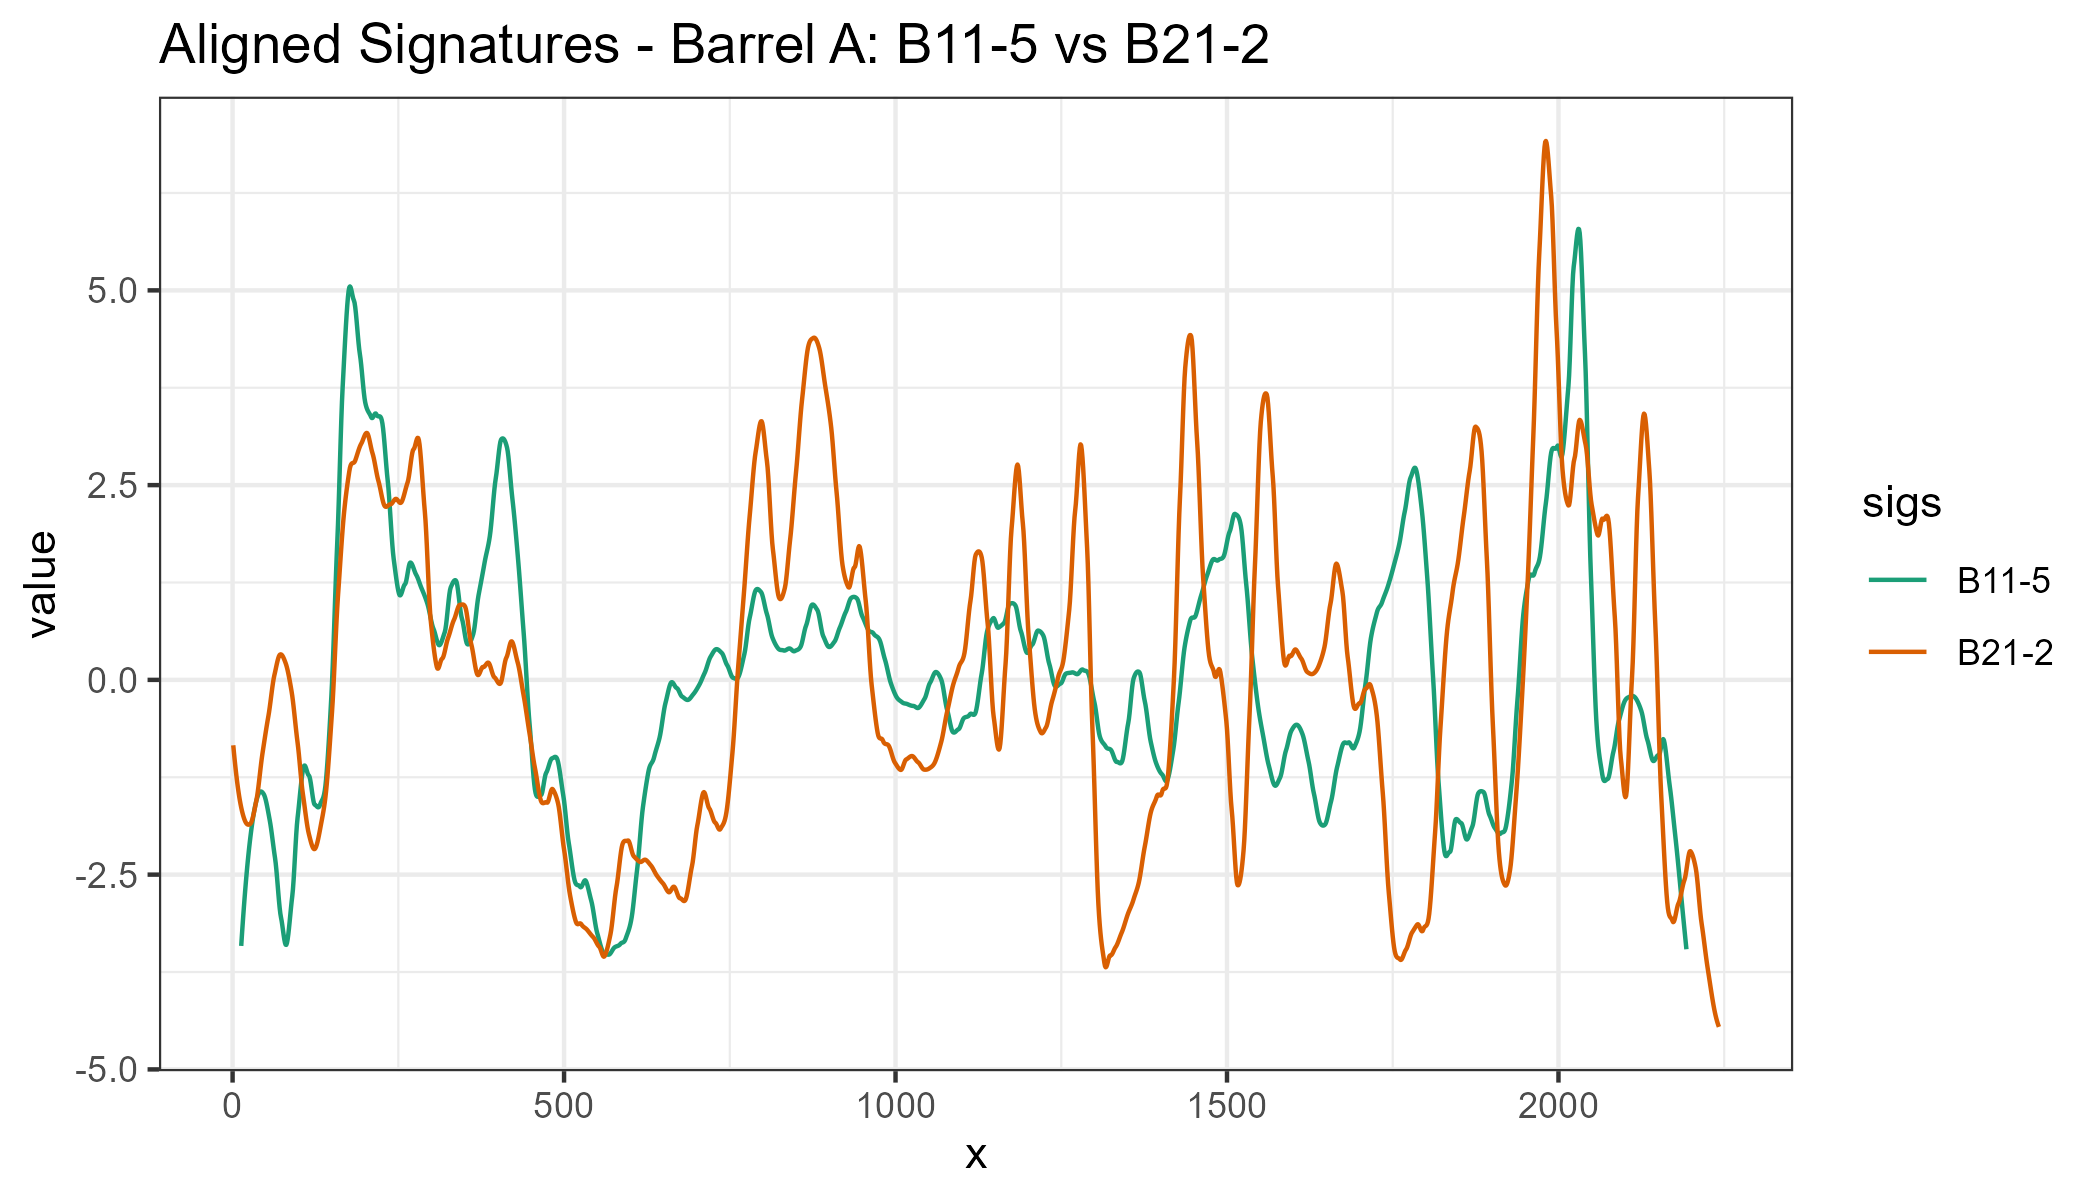 Aligned Signatures - Barrel A: B11-5 vs B21-2
value
5.0
2.5
0.0
-2.5
-5.0
0 500 1000 1500 2000
x
sigs
B11-5
B21-2